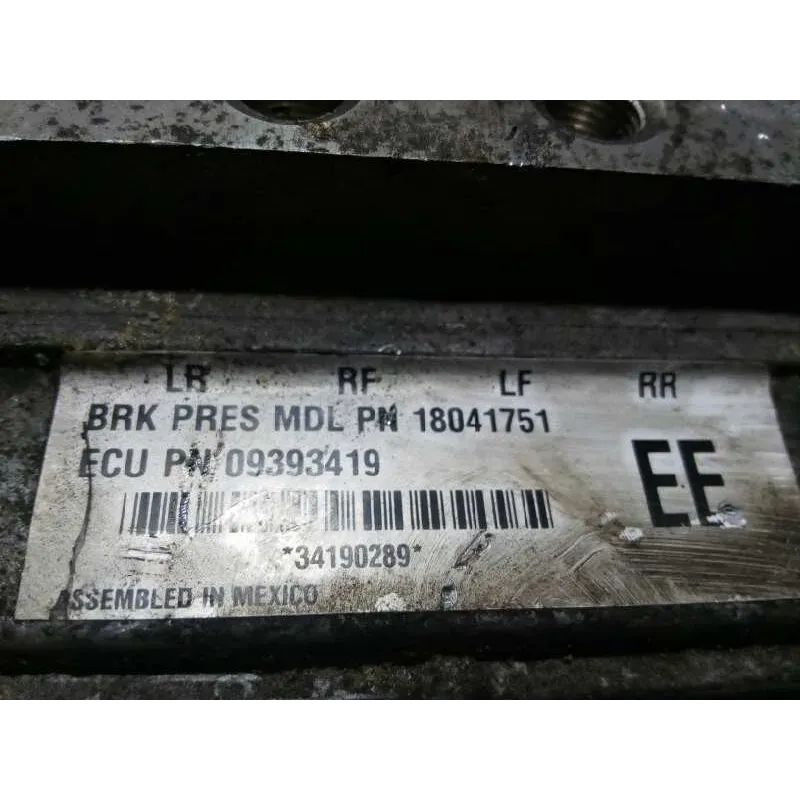 LR RF LF RR
BRK PRES MDL PN 18041751
ECU PN 09393419
EE
*34190289*
ASSEMBLED IN MEXICO